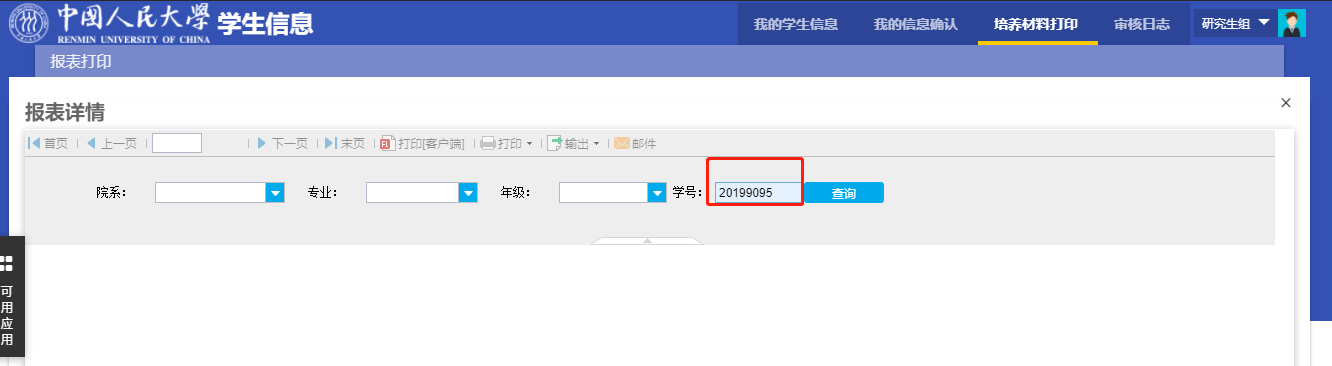 中國人民大學 学生信息 我的学生信息 我的信息确认 培养材料打印 审核日志 研究生组
RENMIN UNIVERSITY OF CHINA
报表打印
报表详情
首页 上一页 下一页 末页 打印[客户端] 打印 输出 邮件
院系： 专业： 年级： 学号： 20199095 查询
可用应用